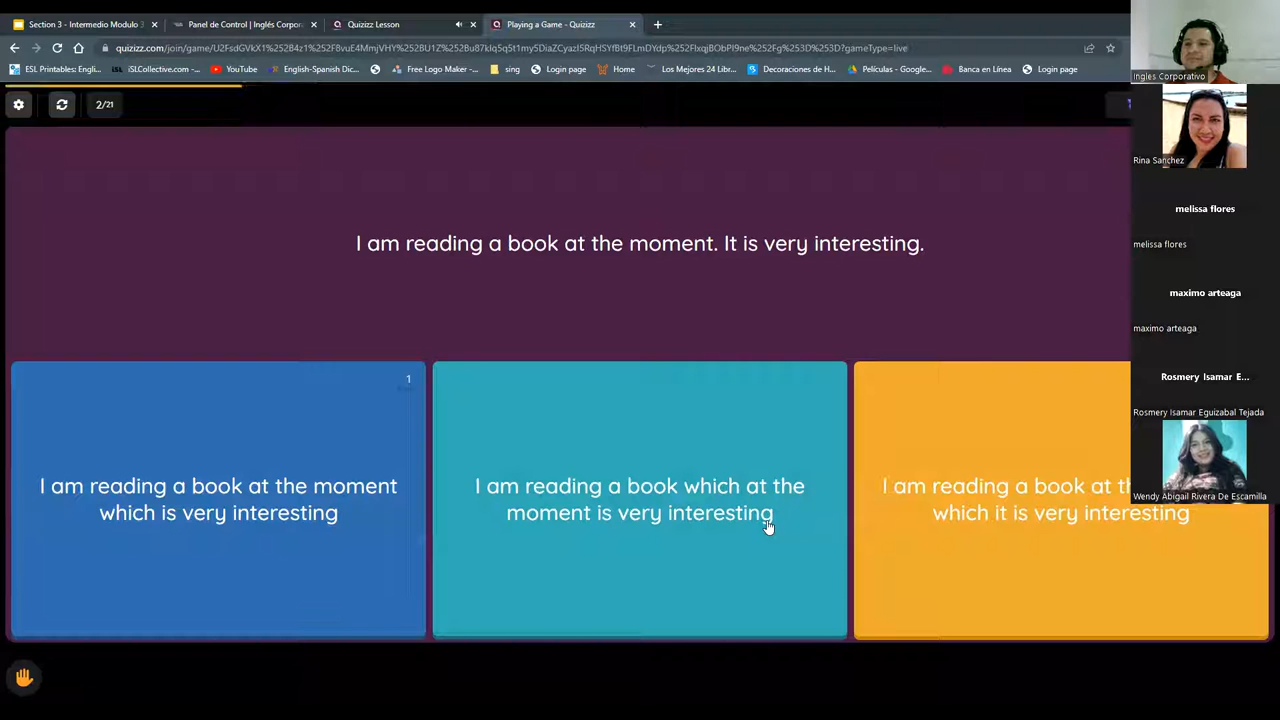 Section 3 - Intermedio Modulo 3
Panel de Control | Inglés Corpora
Quizizz Lesson
Playing a Game - Quizizz
ESL Printables: Engli...
iSLCollective.com -...
YouTube
English-Spanish Dic...
Free Logo Maker -...
sing
Login page
Home
Los Mejores 24 Libr...
Decoraciones de H...
Películas - Google...
Banca en Línea
Login page
2/21
I am reading a book at the moment. It is very interesting.
1
I am reading a book at the moment
which is very interesting
I am reading a book which at the
moment is very interesting
I am reading a book at th
which it is very interesting
Ingles Corporativo
Rina Sanchez
melissa flores
melissa flores
maximo arteaga
maximo arteaga
Rosmery Isamar E...
Rosmery Isamar Eguizabal Tejada
Wendy Abigail Rivera De Escamilla